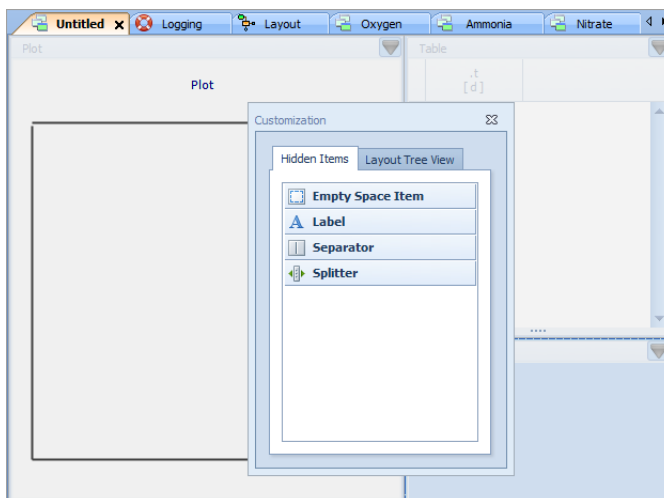 Untitled Logging Layout Oxygen Ammonia Nitrate
Plot
Table
Plot
.t
[d]
Customization
Hidden Items Layout Tree View
Empty Space Item
A Label
Separator
Splitter